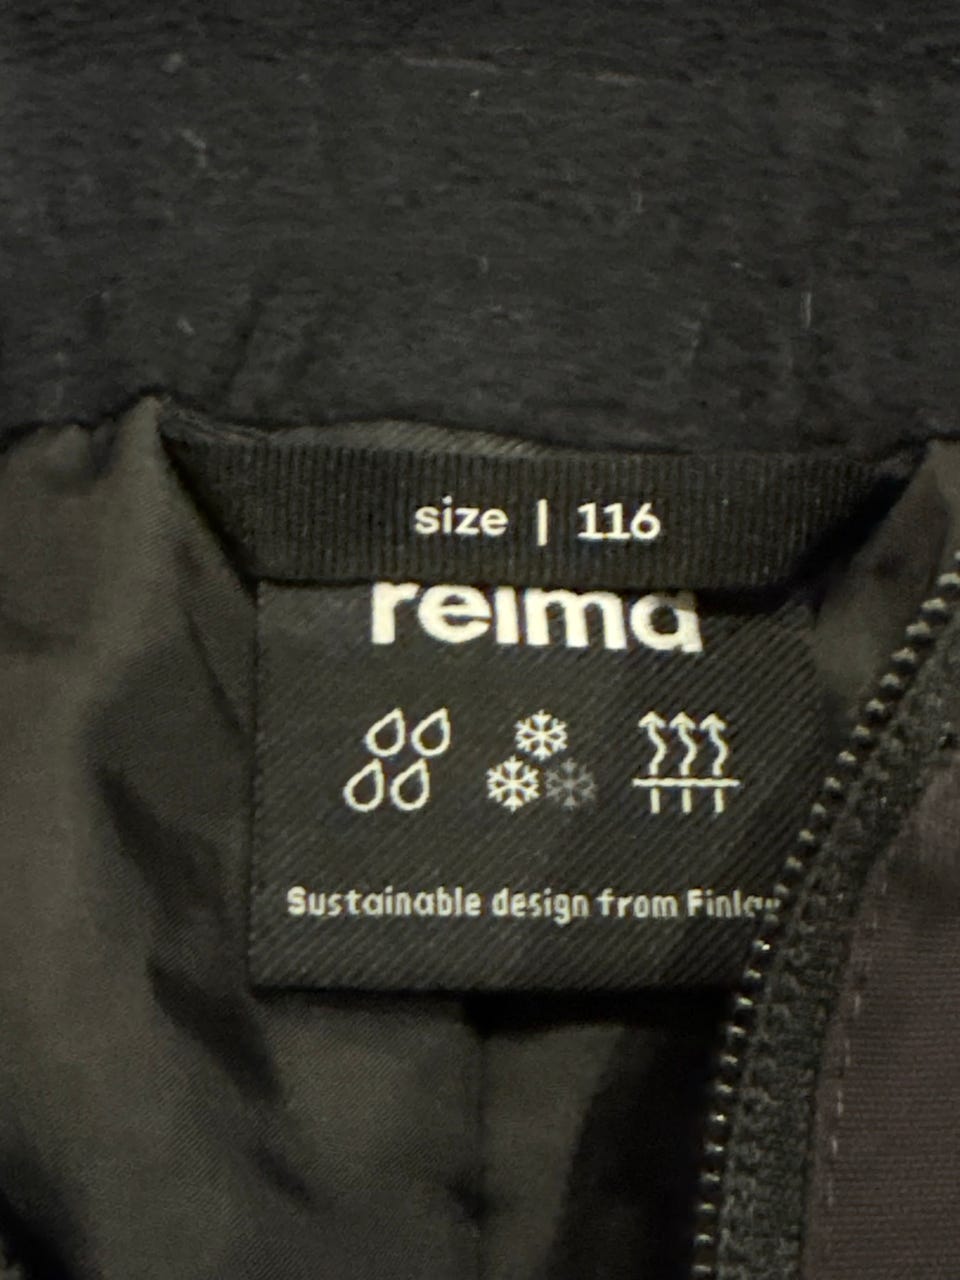 size | 116
reima
Sustainable design from